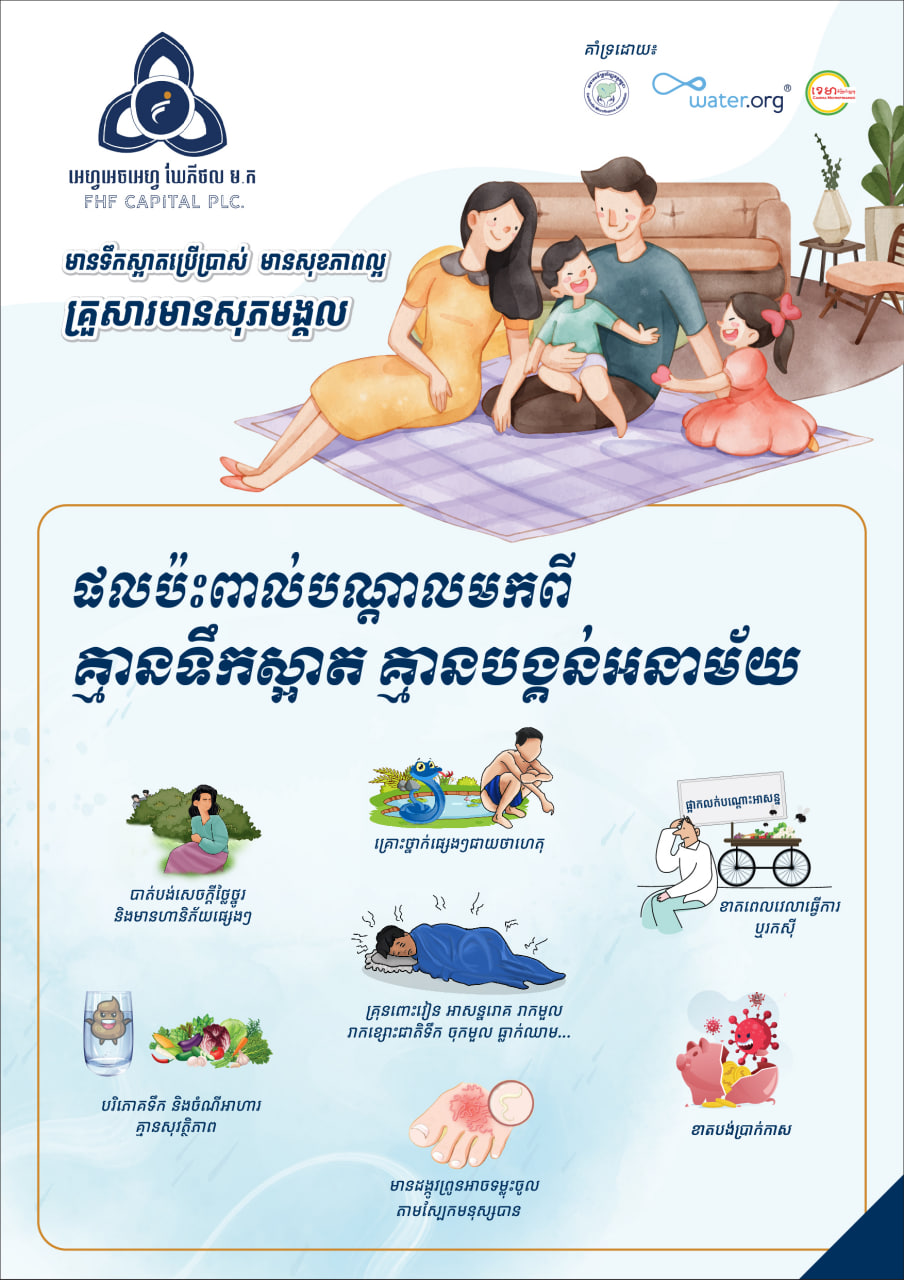 អេហ្វអេចអេហ្វ ឃែភីថល ម.ក
FHF CAPITAL PLC.
គាំទ្រដោយ៖
water.org®
ខេមា
មានទឹកស្អាតប្រើប្រាស់ មានសុខភាពល្អ
គ្រួសារមានសុភមង្គល
ផលប៉ះពាល់បណ្តាលមកពី
គ្មានទឹកស្អាត គ្មានបង្គន់អនាម័យ
គ្រោះថ្នាក់ផ្សេងៗជាយថាហេតុ
ផ្អាកលក់បណ្តោះអាសន្ន
បាត់បង់សេចក្តីថ្លៃថ្នូរ
និងមានហានិភ័យផ្សេងៗ
ខាតពេលវេលាធ្វើការ
ឬរកស៊ី
គ្រុនពោះវៀន អាសន្នរោគ រាកមួល
រាកខ្សោះជាតិទឹក ចុកមួល ធ្លាក់ឈាម...
បរិភោគទឹក និងចំណីអាហារ
គ្មានសុវត្ថិភាព
ខាតបង់ប្រាក់កាស
មានដង្កូវព្រូនអាចទម្លុះចូល
តាមស្បែកមនុស្សបាន